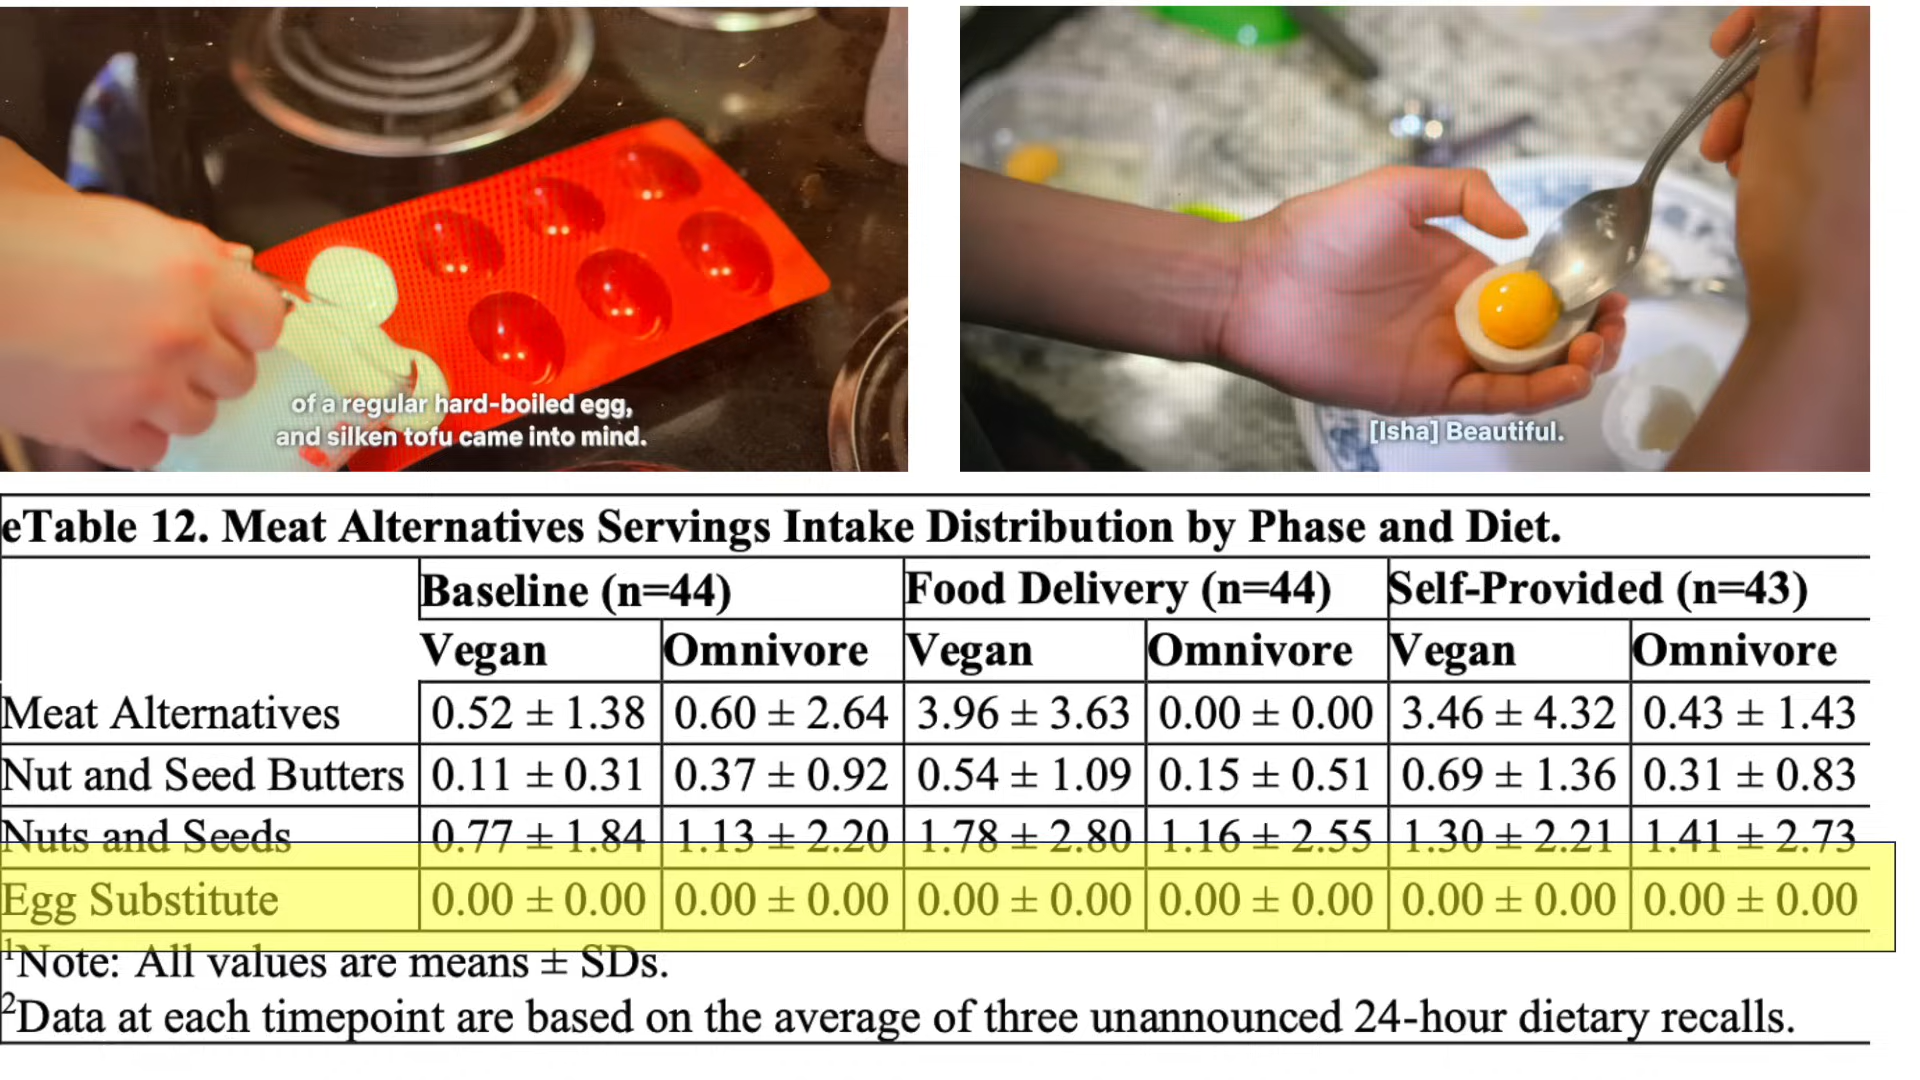 of a regular hard-boiled egg,
and silken tofu came into mind.
[Isha] Beautiful.
eTable 12. Meat Alternatives Servings Intake Distribution by Phase and Diet.
Baseline (n=44) Food Delivery (n=44) Self-Provided (n=43)
Vegan Omnivore Vegan Omnivore Vegan Omnivore
Meat Alternatives 0.52 ± 1.38 0.60 ± 2.64 3.96 ± 3.63 0.00 ± 0.00 3.46 ± 4.32 0.43 ± 1.43
Nut and Seed Butters 0.11 ± 0.31 0.37 ± 0.92 0.54 ± 1.09 0.15 ± 0.51 0.69 ± 1.36 0.31 ± 0.83
Nuts and Seeds 0.77 ± 1.84 1.13 ± 2.20 1.78 ± 2.80 1.16 ± 2.55 1.30 ± 2.21 1.41 ± 2.73
Egg Substitute 0.00 ± 0.00 0.00 ± 0.00 0.00 ± 0.00 0.00 ± 0.00 0.00 ± 0.00 0.00 ± 0.00
¹Note: All values are means ± SDs.
²Data at each timepoint are based on the average of three unannounced 24-hour dietary recalls.